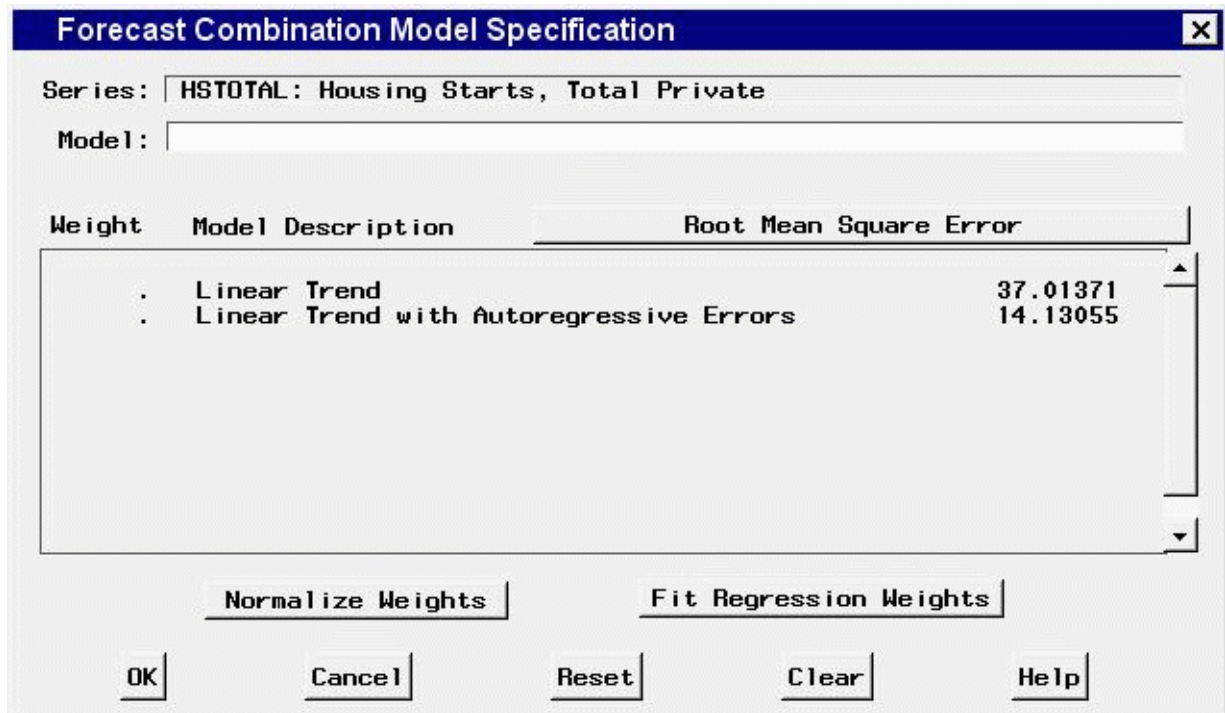 Forecast Combination Model Specification
Series: HSTOTAL: Housing Starts, Total Private
Model:
Weight Model Description Root Mean Square Error
. Linear Trend 37.01371
. Linear Trend with Autoregressive Errors 14.13055
Normalize Weights Fit Regression Weights
OK Cancel Reset Clear Help